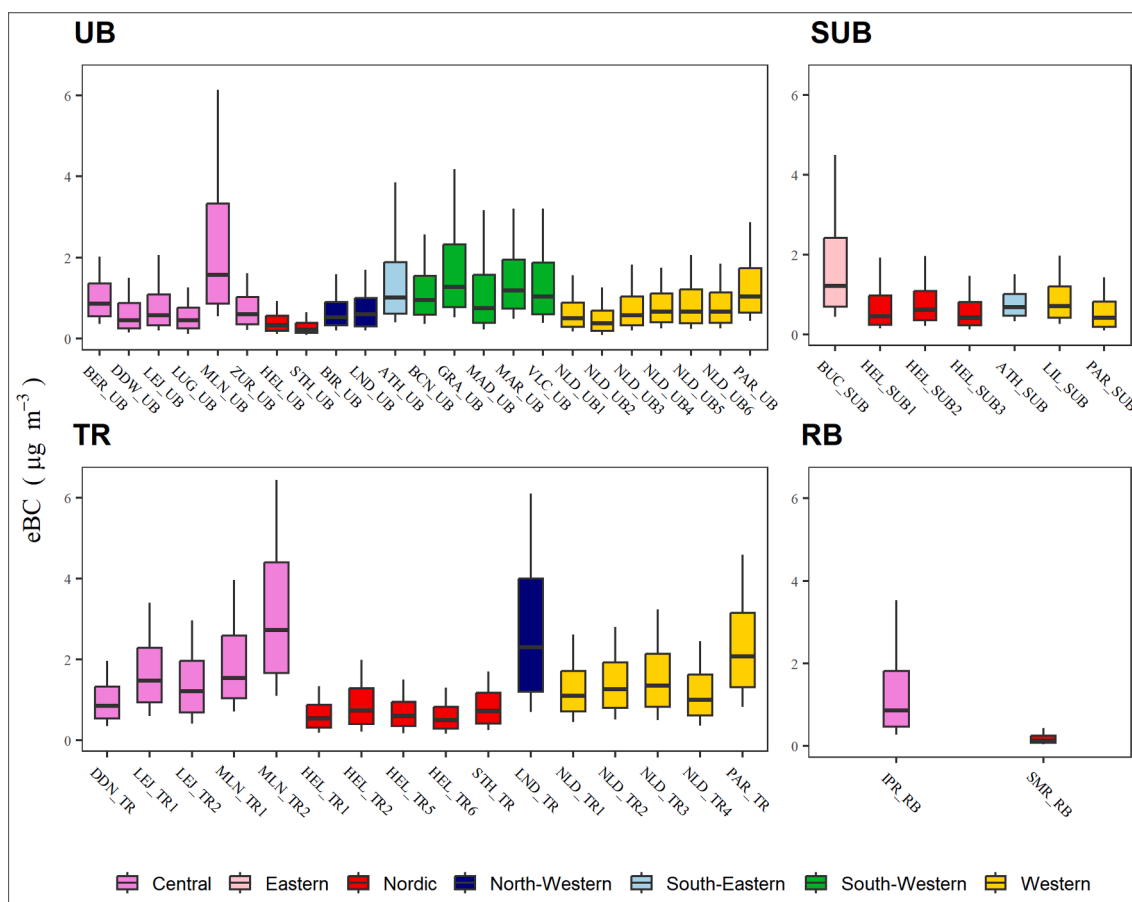 UB
SUB
6
4
2
0
6
4
2
0
BER_UB
DDW_UB
LEJ_UB
LUG_UB
MLN_UB
ZUR_UB
HEL_UB
STH_UB
BIR_UB
LND_UB
ATH_UB
BCN_UB
GRA_UB
MAD_UB
MAR_UB
VLC_UB
NLD_UB1
NLD_UB2
NLD_UB3
NLD_UB4
NLD_UB5
NLD_UB6
PAR_UB
BUC_SUB
HEL_SUB1
HEL_SUB2
HEL_SUB3
ATH_SUB
LIL_SUB
PAR_SUB
eBC ( µg m⁻³)
TR
RB
6
4
2
0
6
4
2
0
DDN_TR
LEJ_TR1
LEJ_TR2
MLN_TR1
MLN_TR2
HEL_TR1
HEL_TR2
HEL_TR5
HEL_TR6
STH_TR
LND_TR
NLD_TR1
NLD_TR2
NLD_TR3
NLD_TR4
PAR_TR
IPR_RB
SMR_RB
Central
Eastern
Nordic
North-Western
South-Eastern
South-Western
Western